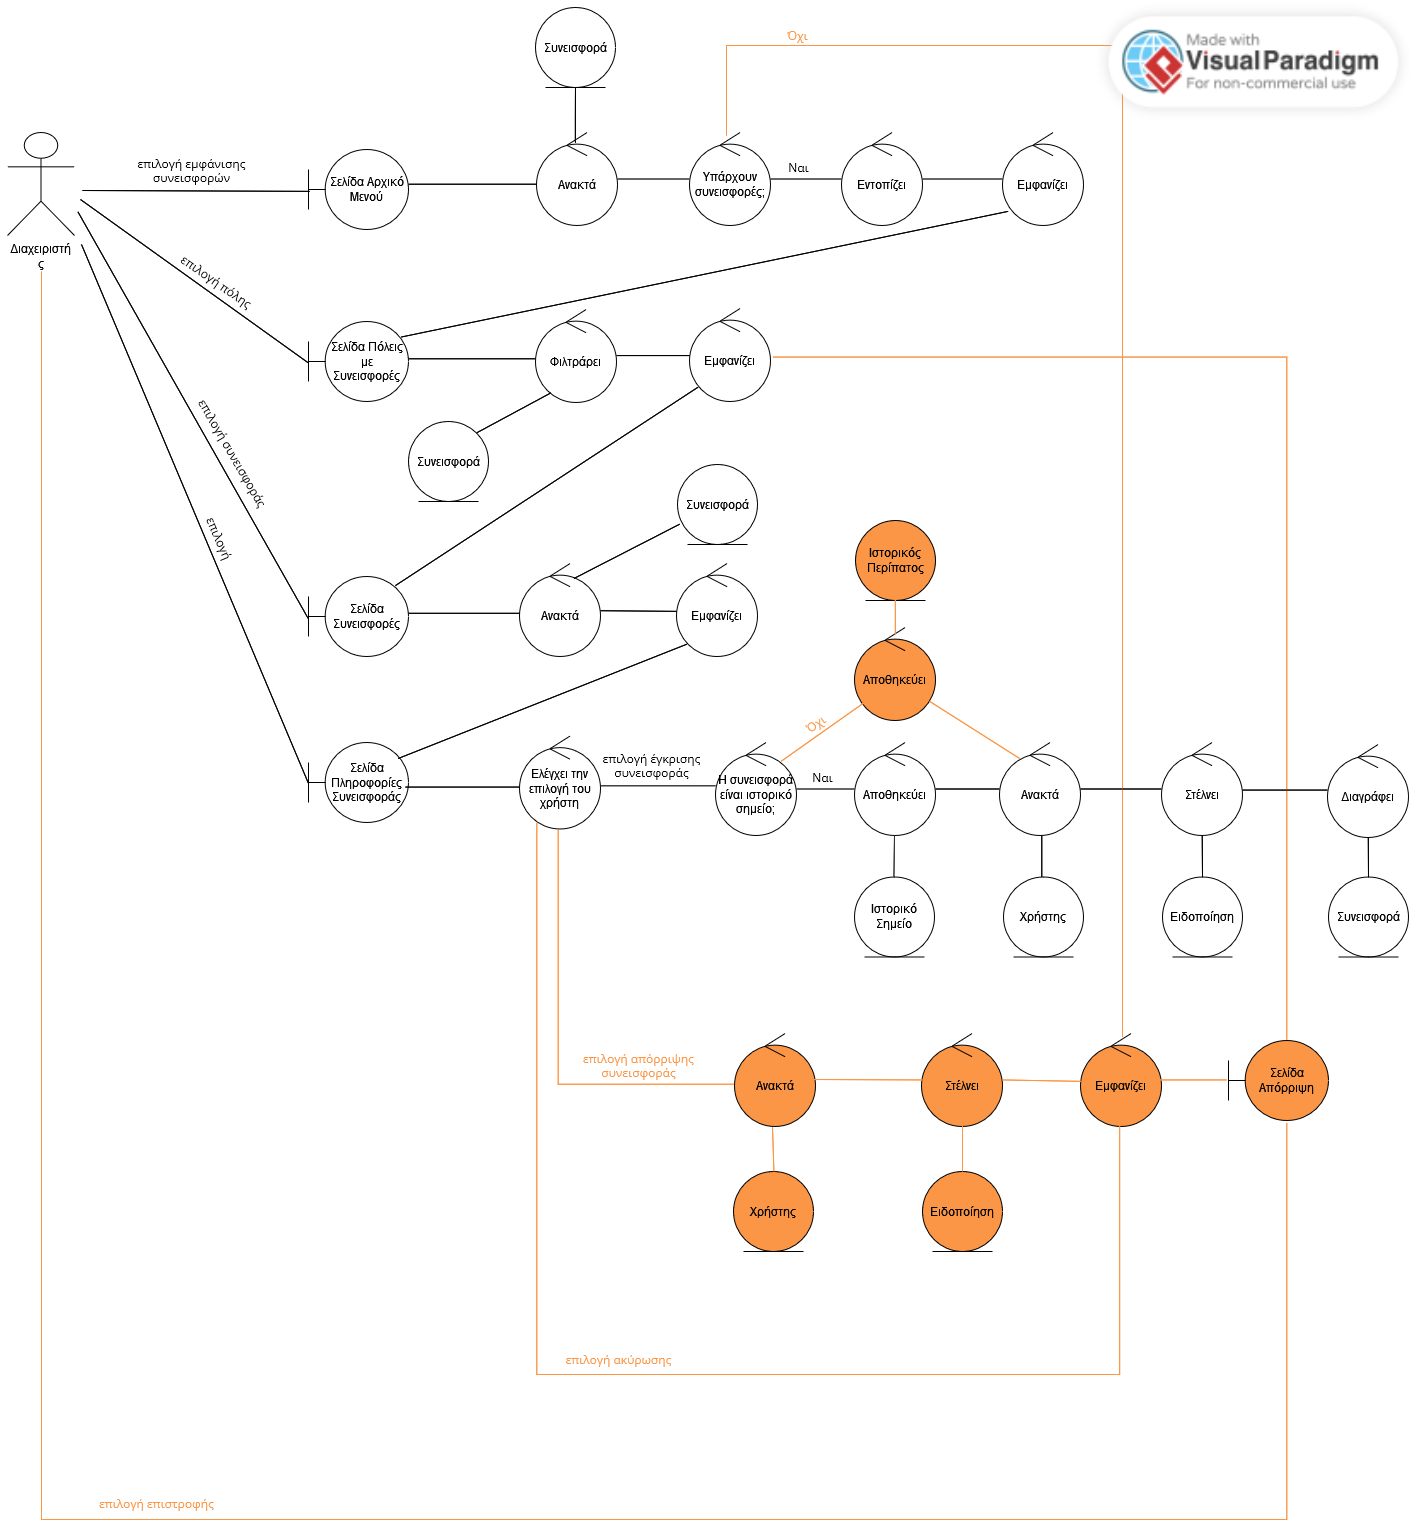 Συνεισφορά
Όχι
Made with
Visual Paradigm
For non-commercial use
επιλογή εμφάνισης
συνεισφορών
Σελίδα Αρχικό
Μενού
Ανακτά
Υπάρχουν
συνεισφορές;
Ναι
Εντοπίζει
Εμφανίζει
Διαχειριστή
ς
επιλογή πόλης
Σελίδα Πόλεις
με
Συνεισφορές
Φιλτράρει
Εμφανίζει
Συνεισφορά
επιλογή συνεισφοράς
Συνεισφορά
επιλογή
Ιστορικός
Περίπατος
Σελίδα
Συνεισφορές
Ανακτά
Εμφανίζει
Αποθηκεύει
Όχι
Σελίδα
Πληροφορίες
Συνεισφοράς
Ελέγχει την
επιλογή του
χρήστη
επιλογή έγκρισης
συνεισφοράς
Η συνεισφορά
είναι ιστορικό
σημείο;
Ναι
Αποθηκεύει
Ανακτά
Στέλνει
Διαγράφει
Ιστορικό
Σημείο
Χρήστης
Ειδοποίηση
Συνεισφορά
επιλογή απόρριψης
συνεισφοράς
Ανακτά
Στέλνει
Εμφανίζει
Σελίδα
Απόρριψη
Χρήστης
Ειδοποίηση
επιλογή ακύρωσης
επιλογή επιστροφής